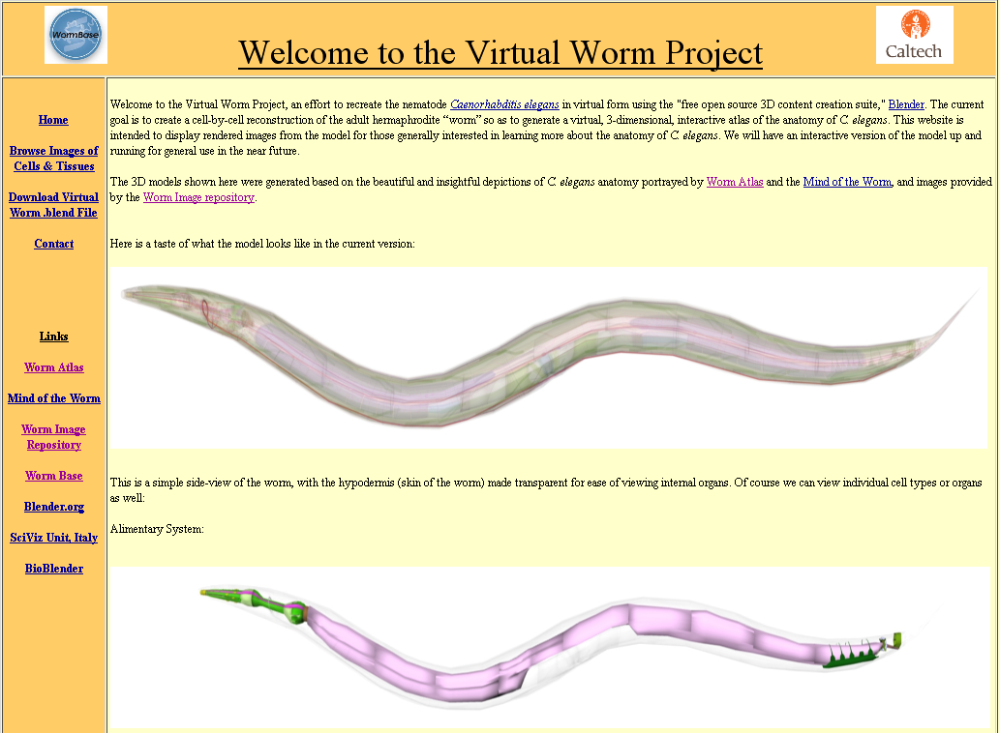 WormBase
Welcome to the Virtual Worm Project
Caltech
Home
Browse Images of
Cells & Tissues
Download Virtual
Worm .blend File
Contact
Links
Worm Atlas
Mind of the Worm
Worm Image
Repository
Worm Base
Blender.org
SciViz Unit, Italy
BioBlender
Welcome to the Virtual Worm Project, an effort to recreate the nematode Caenorhabditis elegans in virtual form using the "free open source 3D content creation suite," Blender. The current
goal is to create a cell-by-cell reconstruction of the adult hermaphrodite “worm” so as to generate a virtual, 3-dimensional, interactive atlas of the anatomy of C. elegans. This website is
intended to display rendered images from the model for those generally interested in learning more about the anatomy of C. elegans. We will have an interactive version of the model up and
running for general use in the near future.
The 3D models shown here were generated based on the beautiful and insightful depictions of C. elegans anatomy portrayed by Worm Atlas and the Mind of the Worm, and images provided
by the Worm Image repository.
Here is a taste of what the model looks like in the current version:
This is a simple side-view of the worm, with the hypodermis (skin of the worm) made transparent for ease of viewing internal organs. Of course we can view individual cell types or organs
as well:
Alimentary System: